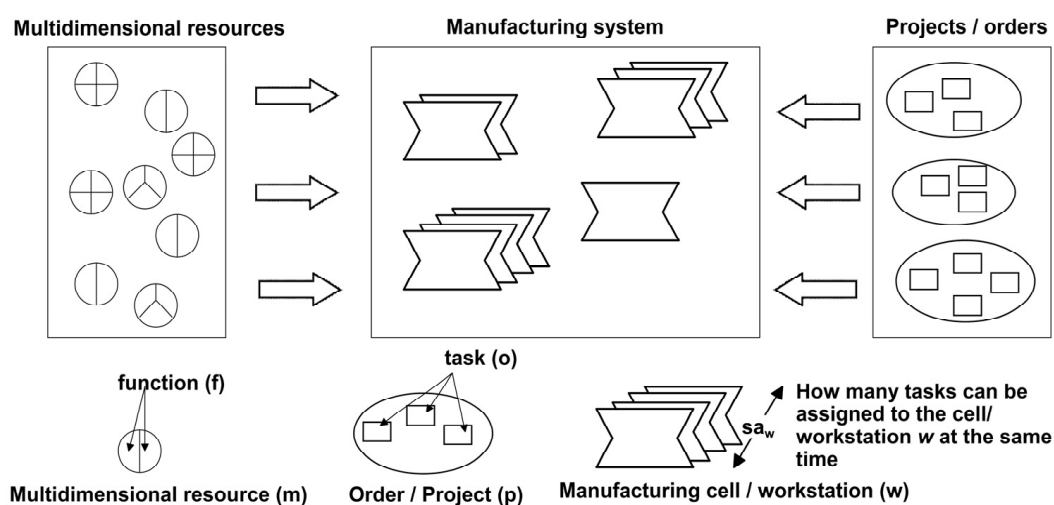 Multidimensional resources
Manufacturing system
Projects / orders
function (f)
Multidimensional resource (m)
task (o)
Order / Project (p)
sa_w
How many tasks can be
assigned to the cell/
workstation w at the same
time
Manufacturing cell / workstation (w)